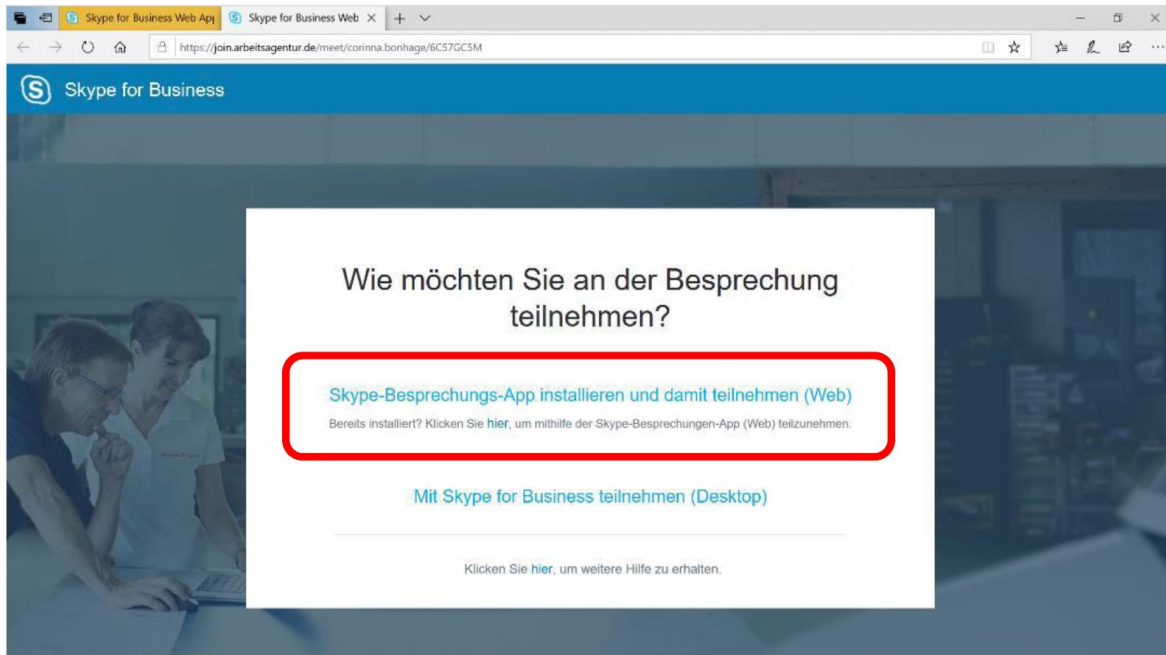 Skype for Business Web Ap
Skype for Business Web
https://join.arbeitsagentur.de/meet/corinna.bonhage/6C57GC5M
Skype for Business
Wie möchten Sie an der Besprechung
teilnehmen?
Skype-Besprechungs-App installieren und damit teilnehmen (Web)
Bereits installiert? Klicken Sie hier, um mithilfe der Skype-Besprechungen-App (Web) teilzunehmen.
Mit Skype for Business teilnehmen (Desktop)
Klicken Sie hier, um weitere Hilfe zu erhalten.